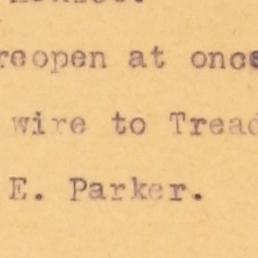 reopen at once
wire to Tread
E. Parker.